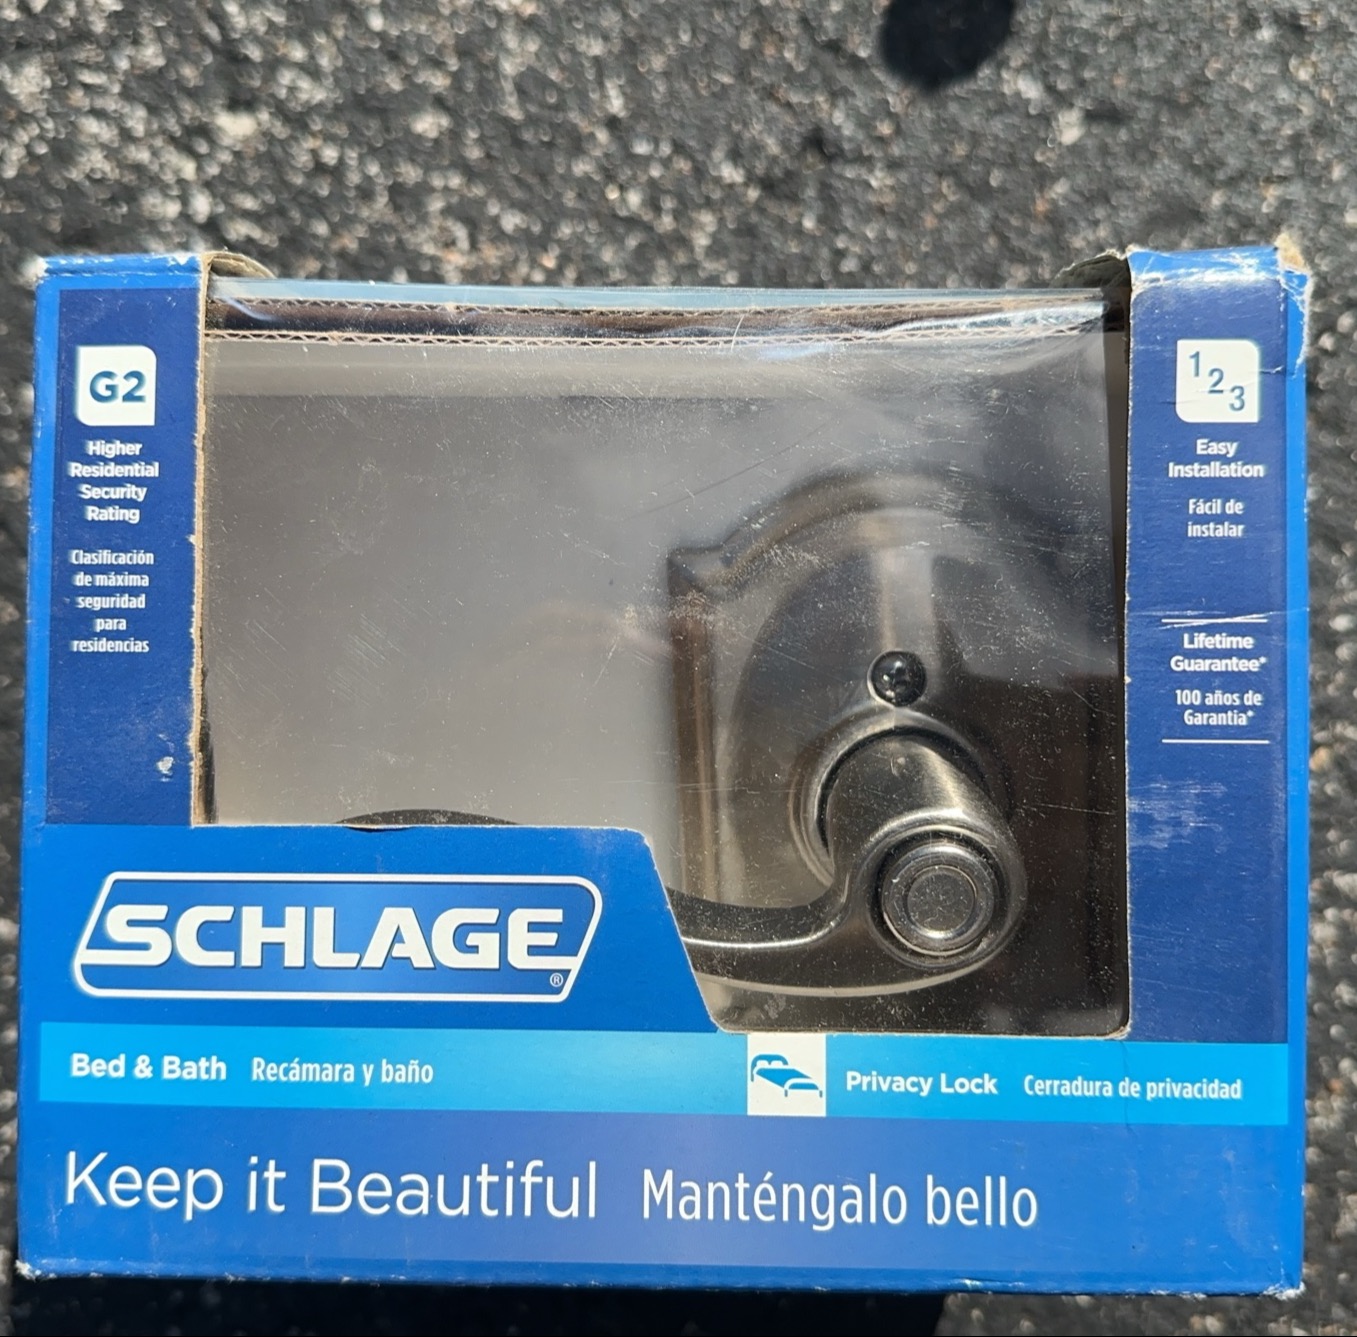 G2
Higher
Residential
Security
Rating
Clasificación
de máxima
seguridad
para
residencias
1
2
3
Easy
Installation
Fácil de
instalar
Lifetime
Guarantee*
100 años de
Garantia*
SCHLAGE®
Bed & Bath Recámara y baño
Privacy Lock Cerradura de privacidad
Keep it Beautiful Manténgalo bello